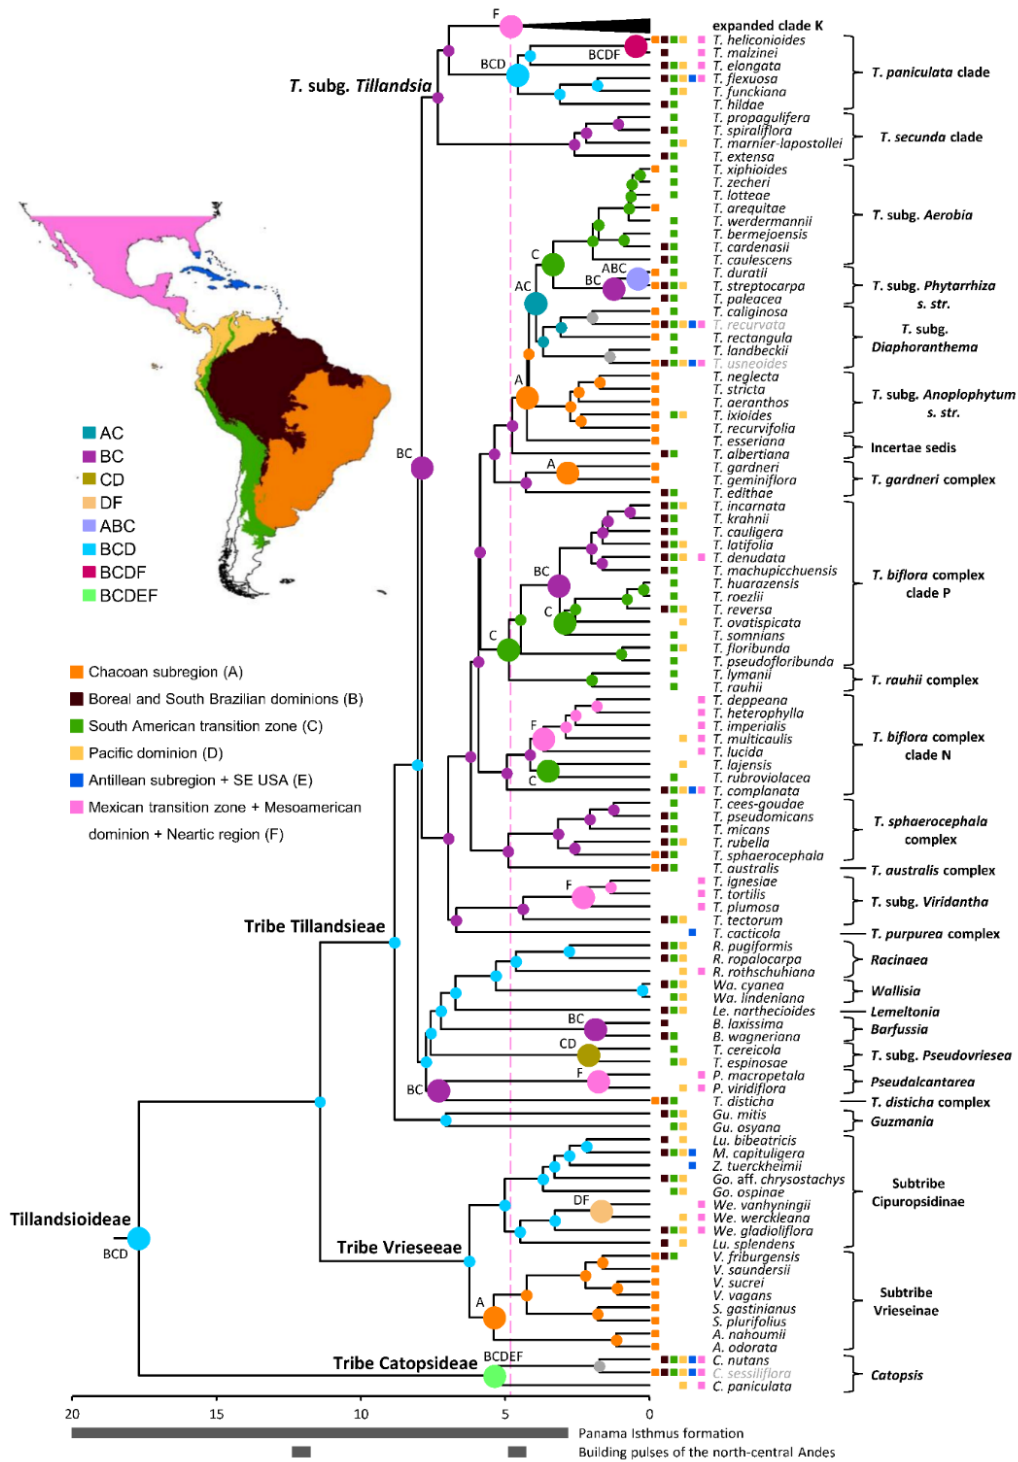 F
expanded clade K
T. heliconioides
BCDF
T. malzinei
BCD
T. elongata
T. flexuosa
T. paniculata clade
T. subg. Tillandsia
T. funckiana
T. hildae
T. propagulifera
T. spiraliflora
T. secunda clade
T. marnier-lapostollei
T. extensa
T. xiphioides
T. zecheri
T. lotteae
T. arequitae
T. subg. Aerobia
T. werdermannii
T. bermejoensis
T. cardenasii
C
T. caulescens
ABC
T. duratii
BC
T. streptocarpa
T. subg. Phytarrhiza
s. str.
AC
T. paleacea
T. caliginosa
T. recurvata
T. subg.
Diaphoranthema
T. rectangula
T. landbeckii
T. usneoides
A
T. neglecta
T. stricta
T. aeranthos
T. subg. Anoplophytum
s. str.
T. ixioides
T. recurvifolia
T. esseriana
Incertae sedis
T. albertiana
A
T. gardneri
T. gardneri complex
T. geminiflora
T. edithae
AC
BC
CD
DF
ABC
BCD
BCDF
BCDEF
BC
T. incarnata
T. krahnii
T. cauligera
T. latifolia
T. denudata
BC
T. machupicchuensis
T. biflora complex
clade P
T. huarazensis
T. roezlii
C
T. reversa
T. ovatispicata
T. somnians
C
T. floribunda
T. pseudofloribunda
T. lymanii
T. rauhii complex
T. rauhii
Chacoan subregion (A)
Boreal and South Brazilian dominions (B)
South American transition zone (C)
Pacific dominion (D)
Antillean subregion + SE USA (E)
Mexican transition zone + Mesoamerican
dominion + Neartic region (F)
T. deppeana
T. heterophylla
F
T. imperialis
T. multicaulis
T. biflora complex
clade N
T. lucida
T. lajensis
C
T. rubroviolacea
T. complanata
T. cees-goudae
T. pseudomicans
T. micans
T. sphaerocephala
complex
T. rubella
T. sphaerocephala
T. australis
T. australis complex
F
T. ignesiae
T. tortilis
T. subg. Viridantha
T. plumosa
T. tectorum
Tribe Tillandsieae
T. cacticola
T. purpurea complex
R. pugiformis
R. ropalocarpa
Racinaea
R. rothschuhiana
Wa. cyanea
Wallisia
Wa. lindeniana
Le. narthecioides
Lemeltonia
BC
B. laxissima
Barfussia
B. wagneriana
CD
T. cereicola
T. subg. Pseudovriesea
T. espinosae
F
P. macropetala
Pseudalcantarea
BC
P. viridiflora
T. disticha
T. disticha complex
Gu. mitis
Guzmania
Gu. osyana
Lu. bibeatricis
M. capituligera
Z. tuerckheimii
Go. aff. chrysostachys
Subtribe
Cipuropsidinae
Go. ospinae
DF
We. vanhyningii
Tillandsioideae
BCD
We. werckleana
We. gladioliflora
Tribe Vrieseeae
Lu. splendens
V. friburgensis
V. saundersii
V. sucrei
V. vagans
Subtribe
Vrieseinae
A
S. gastinianus
S. plurifolius
A. nahoumii
A. odorata
BCDEF
Tribe Catopsideae
C. nutans
C. sessiliflora
Catopsis
C. paniculata
20 15 10 5 0
Panama Isthmus formation
Building pulses of the north-central Andes